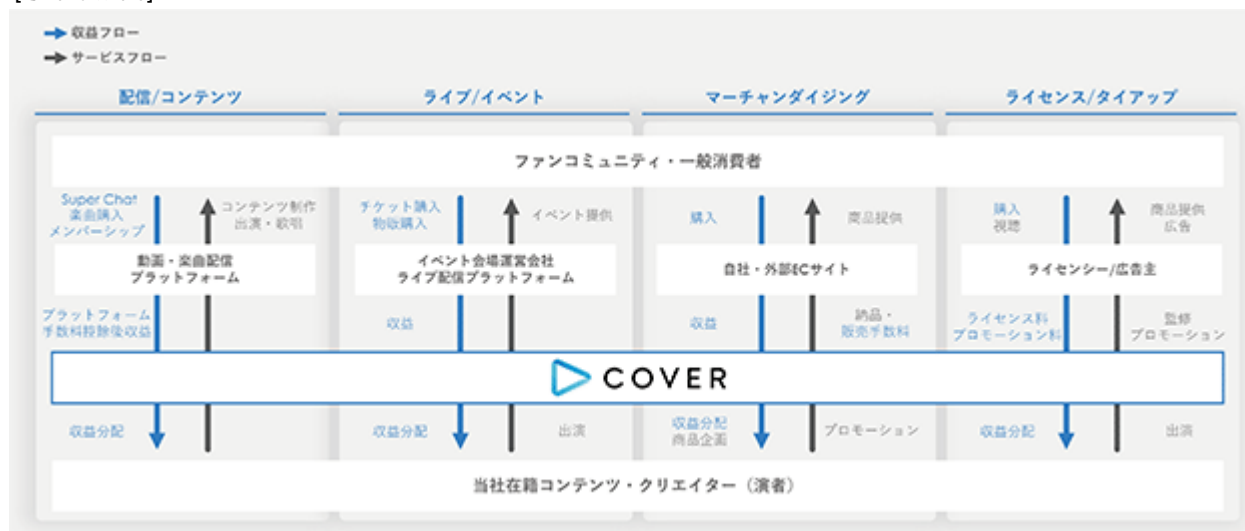 収益フロー
サービスフロー
配信/コンテンツ
ライブ/イベント
マーチャンダイジング
ライセンス/タイアップ
ファンコミュニティ・一般消費者
Super Chat
楽曲購入
メンバーシップ
コンテンツ制作
出演・歌唱
チケット購入
物販購入
イベント提供
購入
商品提供
購入
視聴
商品提供
広告
動画・楽曲配信
プラットフォーム
イベント会場運営会社
ライブ配信プラットフォーム
自社・外部ECサイト
ライセンシー/広告主
プラットフォーム
手数料控除後収益
収益
収益
納品・
販売手数料
ライセンス料
プロモーション料
監修
プロモーション
COVER
収益分配
収益分配
出演
収益分配
商品企画
プロモーション
収益分配
出演
当社在籍コンテンツ・クリエイター（演者）